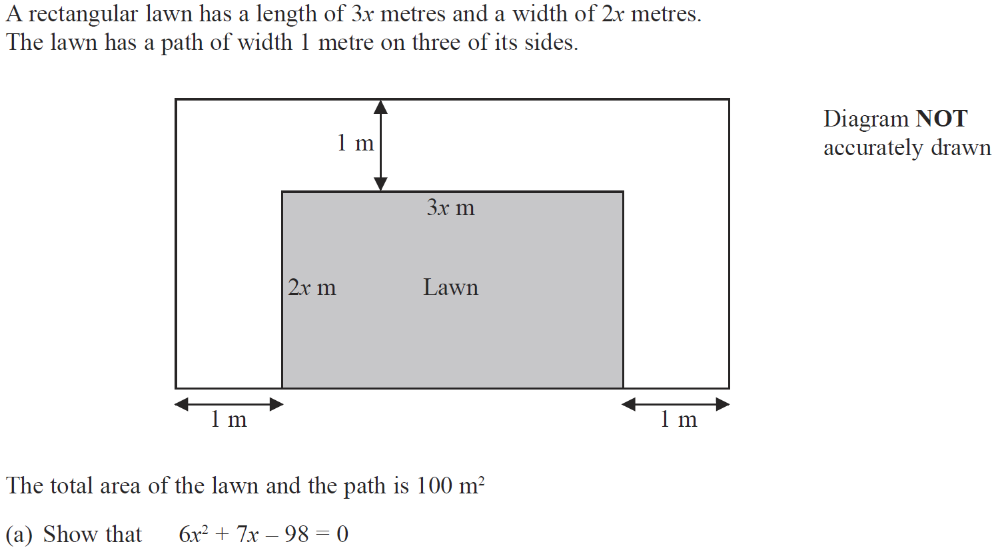 A rectangular lawn has a length of 3x metres and a width of 2x metres.
The lawn has a path of width 1 metre on three of its sides.
Diagram NOT
accurately drawn
1 m
3x m
2x m
Lawn
1 m
1 m
The total area of the lawn and the path is 100 m²
(a) Show that 6x² + 7x – 98 = 0